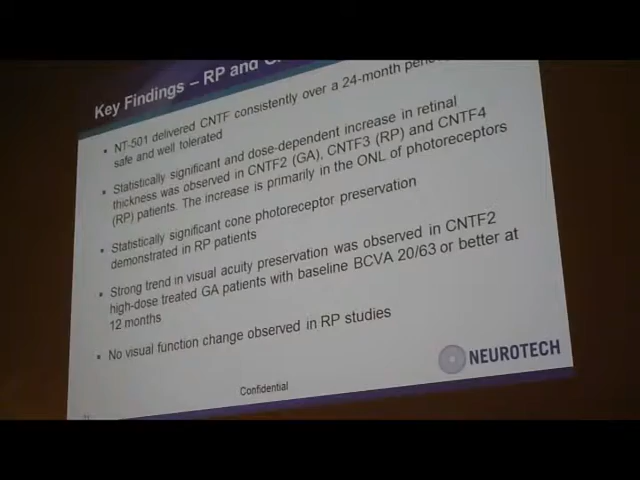 Key Findings – RP and
• NT-501 delivered CNTF consistently over a 24-month
safe and well tolerated
• Statistically significant and dose-dependent increase in retinal
thickness was observed in CNTF2 (GA), CNTF3 (RP) and CNTF4
(RP) patients. The increase is primarily in the ONL of photoreceptors
• Statistically significant cone photoreceptor preservation
demonstrated in RP patients
• Strong trend in visual acuity preservation was observed in CNTF2
high-dose treated GA patients with baseline BCVA 20/63 or better at
12 months
• No visual function change observed in RP studies
NEUROTECH
Confidential